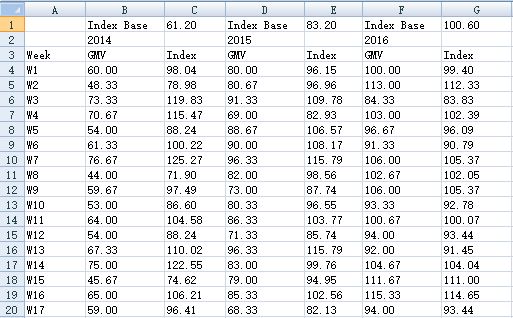 A B C D E F G
1 Index Base 61.20 Index Base 83.20 Index Base 100.60
2 2014 2015 2016
3 Week GMV Index GMV Index GMV Index
4 W1 60.00 98.04 80.00 96.15 100.00 99.40
5 W2 48.33 78.98 80.67 96.96 113.00 112.33
6 W3 73.33 119.83 91.33 109.78 84.33 83.83
7 W4 70.67 115.47 69.00 82.93 103.00 102.39
8 W5 54.00 88.24 88.67 106.57 96.67 96.09
9 W6 61.33 100.22 90.00 108.17 91.33 90.79
10 W7 76.67 125.27 96.33 115.79 106.00 105.37
11 W8 44.00 71.90 82.00 98.56 102.67 102.05
12 W9 59.67 97.49 73.00 87.74 106.00 105.37
13 W10 53.00 86.60 80.33 96.55 93.33 92.78
14 W11 64.00 104.58 86.33 103.77 100.67 100.07
15 W12 54.00 88.24 71.33 85.74 94.00 93.44
16 W13 67.33 110.02 96.33 115.79 92.00 91.45
17 W14 75.00 122.55 83.00 99.76 104.67 104.04
18 W15 45.67 74.62 79.00 94.95 111.67 111.00
19 W16 65.00 106.21 85.33 102.56 115.33 114.65
20 W17 59.00 96.41 68.33 82.13 94.00 93.44